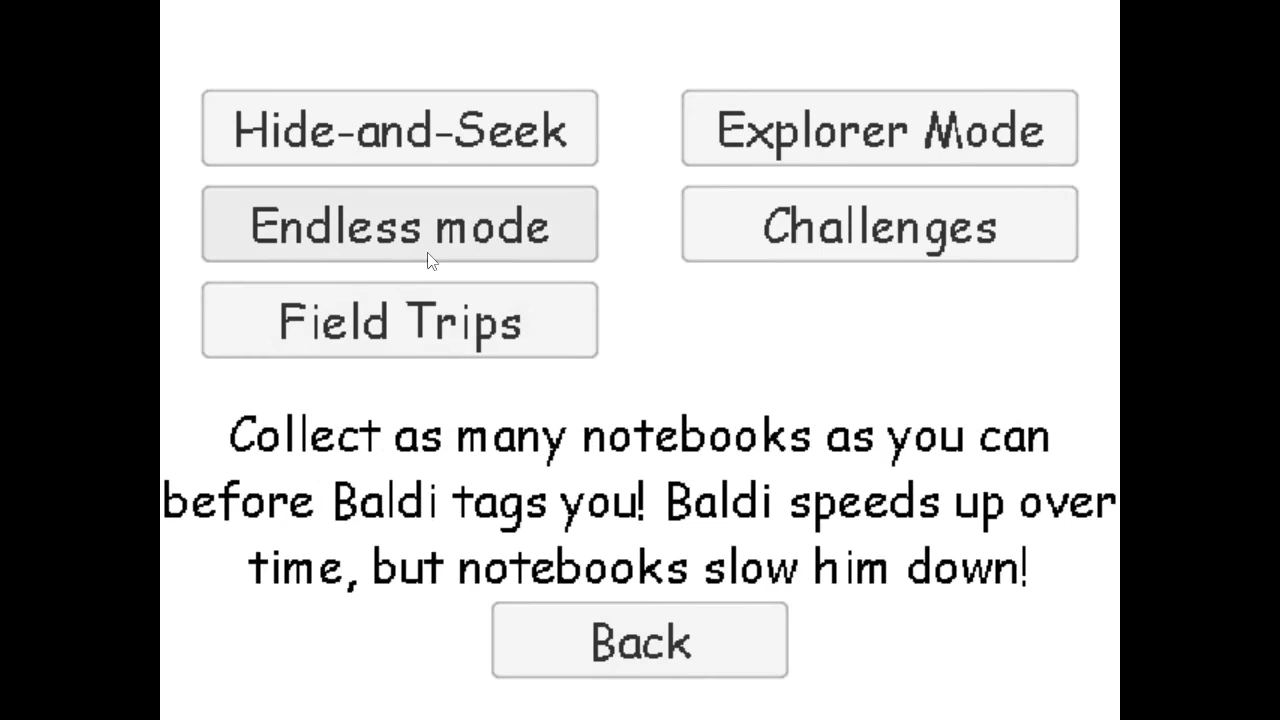 Hide-and-Seek
Explorer Mode
Endless mode
Challenges
Field Trips
Collect as many notebooks as you can
before Baldi tags you! Baldi speeds up over
time, but notebooks slow him down!
Back